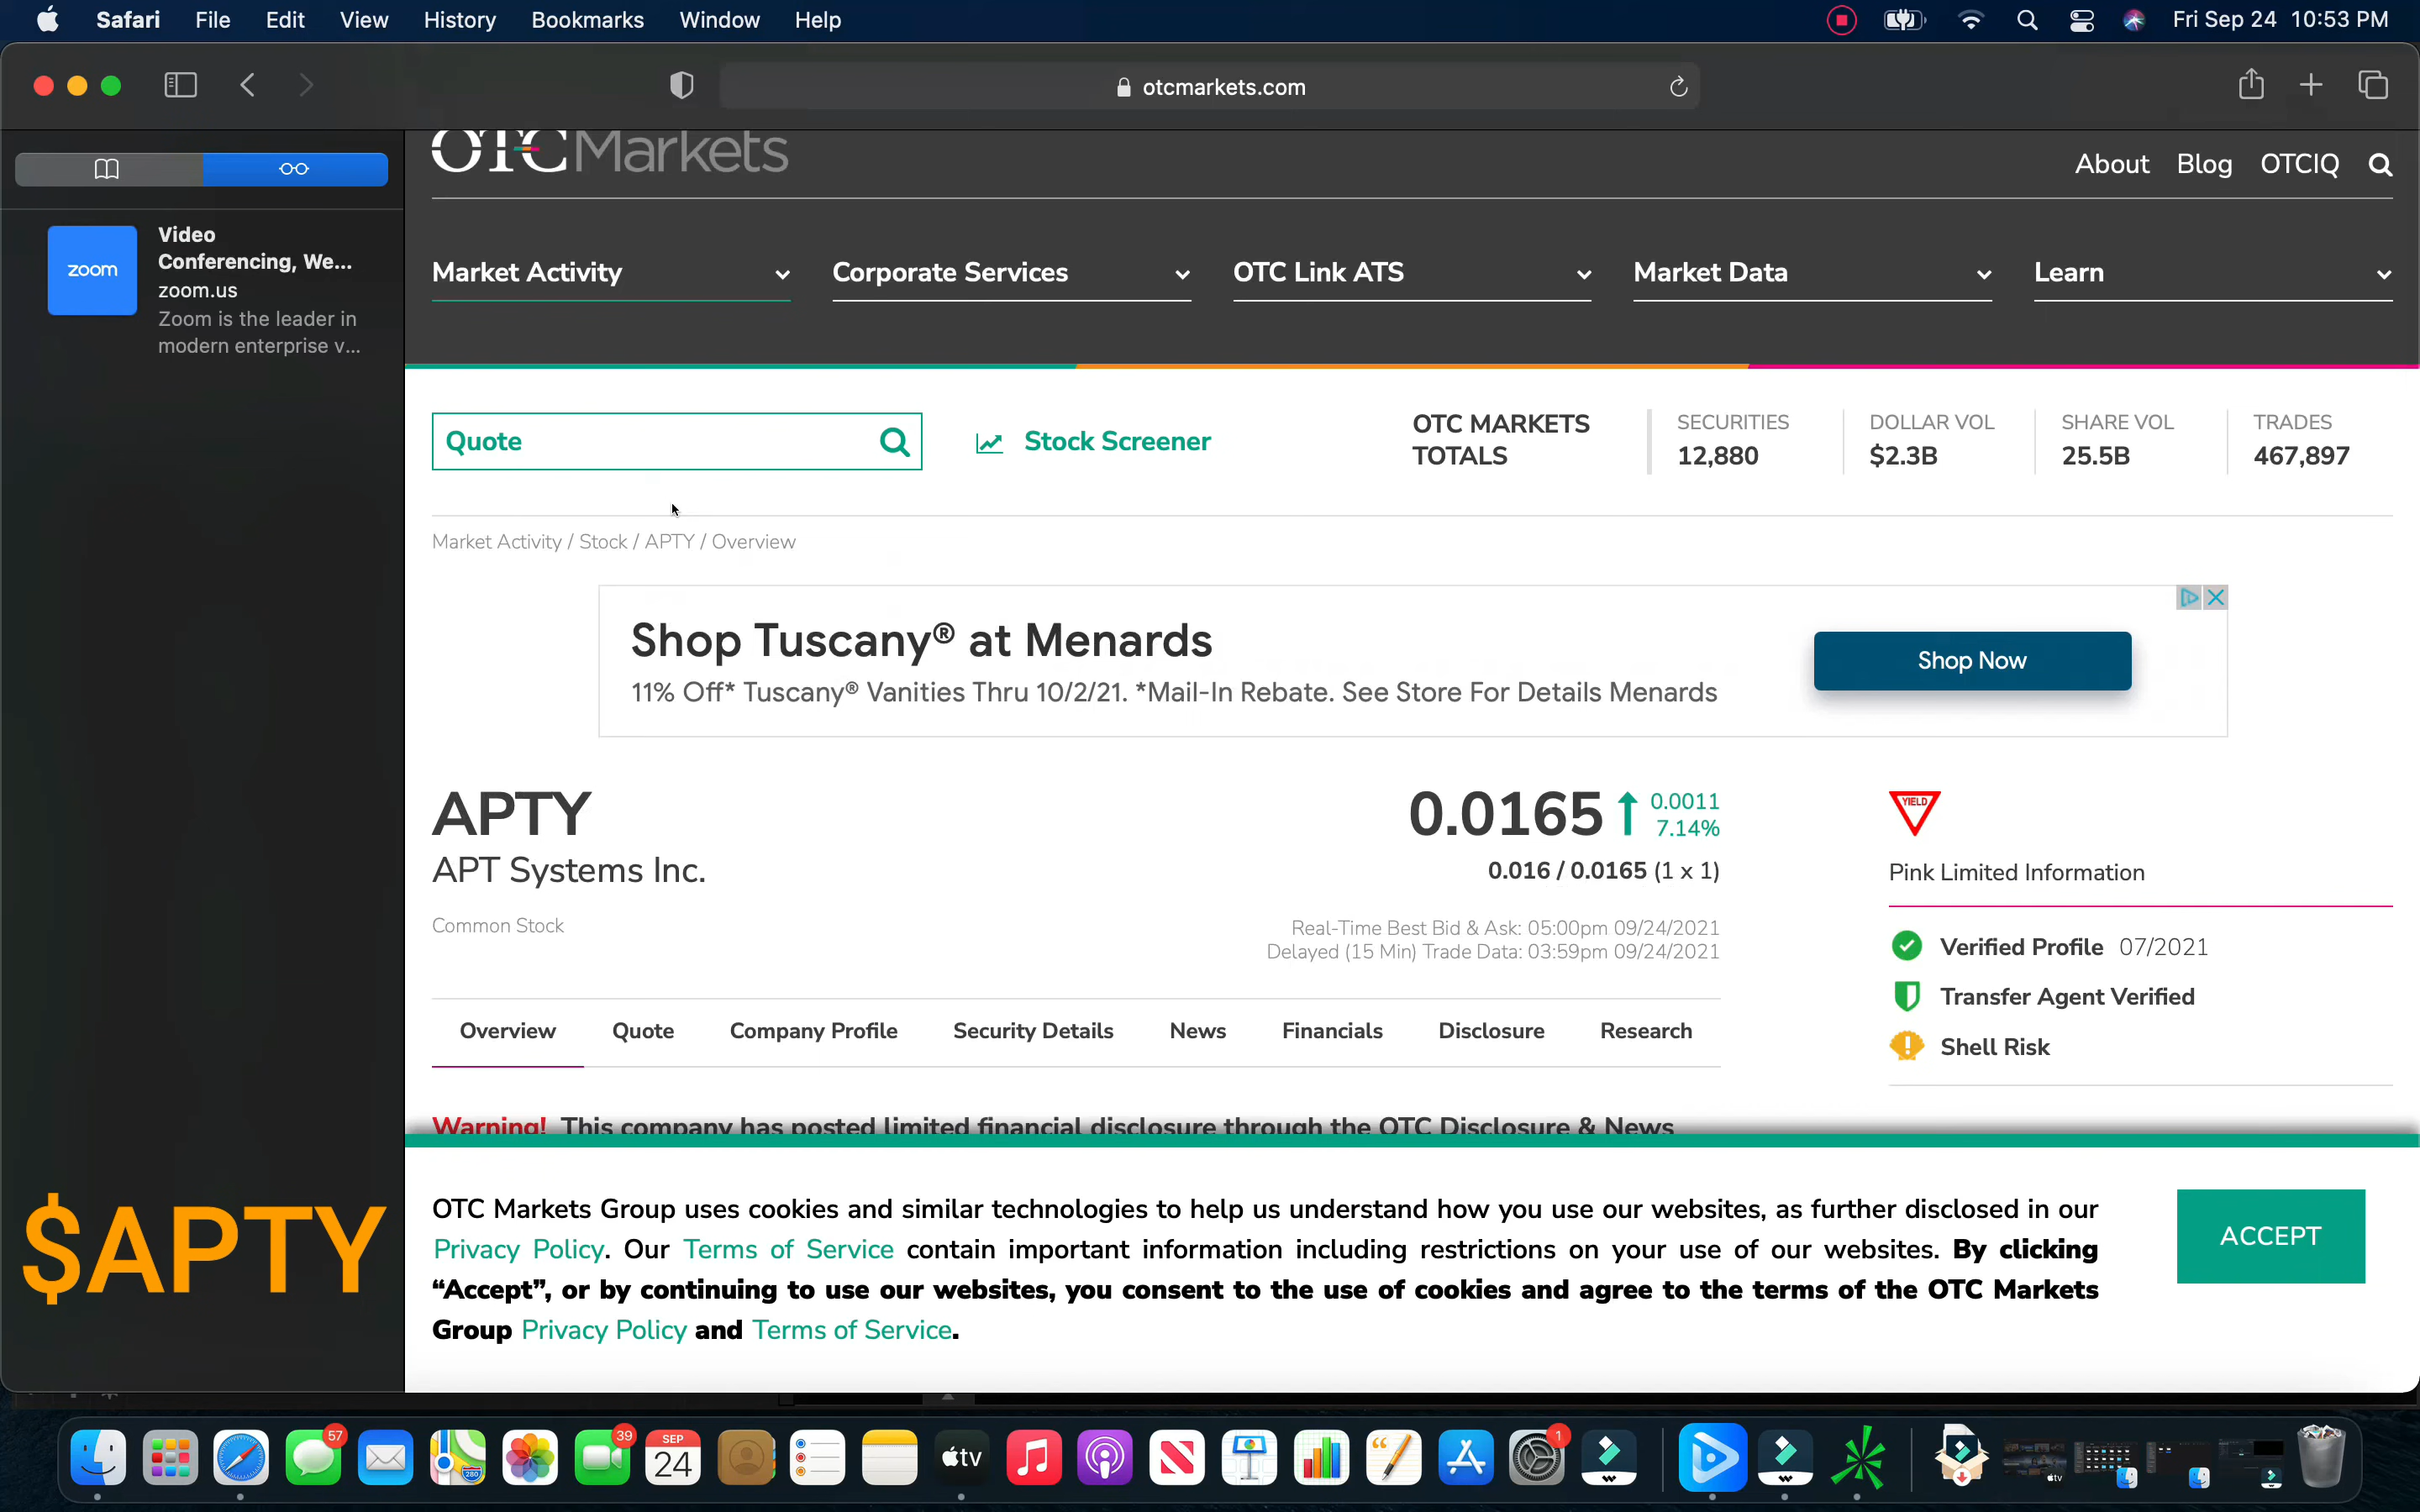 Safari File Edit View History Bookmarks Window Help Fri Sep 24 10:53 PM
otcmarkets.com
OTC Markets
About Blog OTCIQ
Market Activity Corporate Services OTC Link ATS Market Data Learn
zoom
Video
Conferencing, We...
zoom.us
Zoom is the leader in
modern enterprise v...
Quote
Stock Screener
OTC MARKETS
TOTALS
SECURITIES
12,880
DOLLAR VOL
$2.3B
SHARE VOL
25.5B
TRADES
467,897
Market Activity / Stock / APTY / Overview
Shop Tuscany® at Menards
11% Off* Tuscany® Vanities Thru 10/2/21. *Mail-In Rebate. See Store For Details Menards
Shop Now
APTY
APT Systems Inc.
Common Stock
0.0165
0.0011
7.14%
0.016 / 0.0165 (1 x 1)
Real-Time Best Bid & Ask: 05:00pm 09/24/2021
Delayed (15 Min) Trade Data: 03:59pm 09/24/2021
YIELD
Pink Limited Information
Verified Profile 07/2021
Transfer Agent Verified
Shell Risk
Overview Quote Company Profile Security Details News Financials Disclosure Research
Warning! This company has posted limited financial disclosure through the OTC Disclosure & News
$APTY
OTC Markets Group uses cookies and similar technologies to help us understand how you use our websites, as further disclosed in our
Privacy Policy. Our Terms of Service contain important information including restrictions on your use of our websites. By clicking
“Accept”, or by continuing to use our websites, you consent to the use of cookies and agree to the terms of the OTC Markets
Group Privacy Policy and Terms of Service.
ACCEPT
57
39
SEP
24
280
tv
1